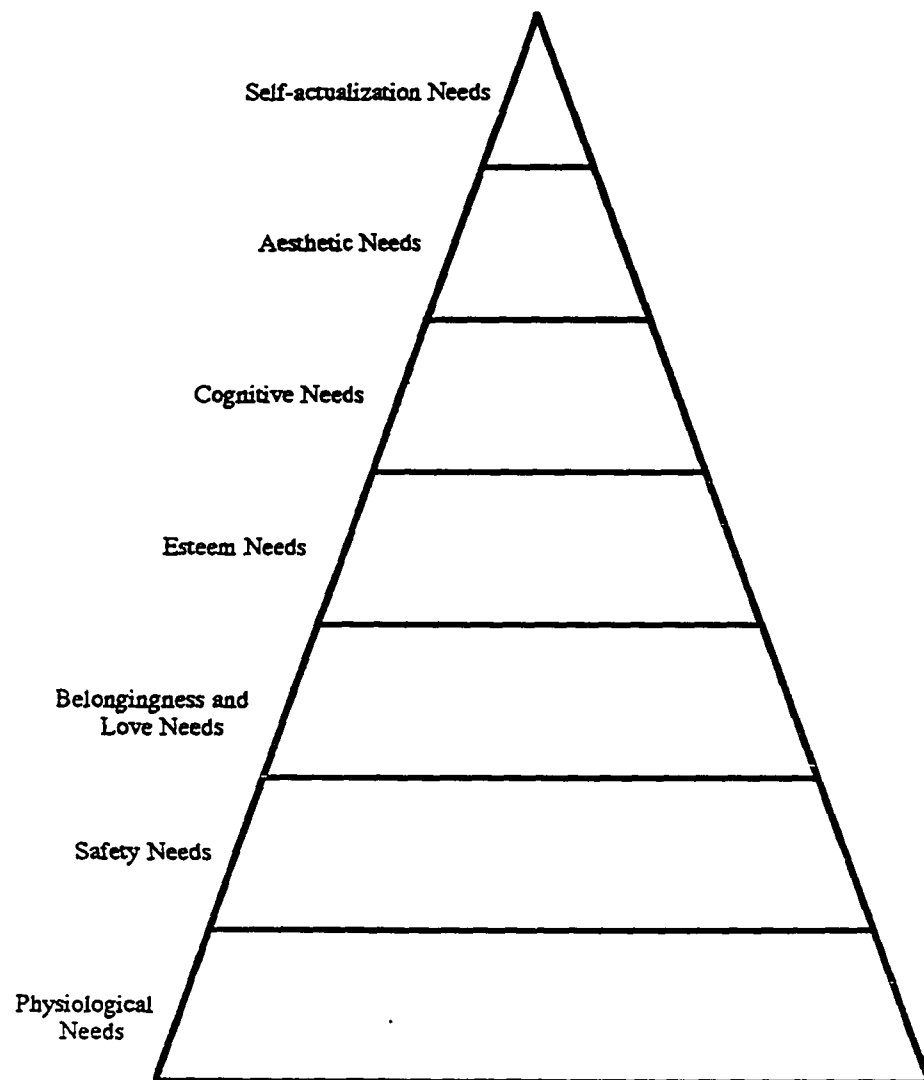 Self-actualization Needs
Aesthetic Needs
Cognitive Needs
Esteem Needs
Belongingness and
Love Needs
Safety Needs
Physiological
Needs